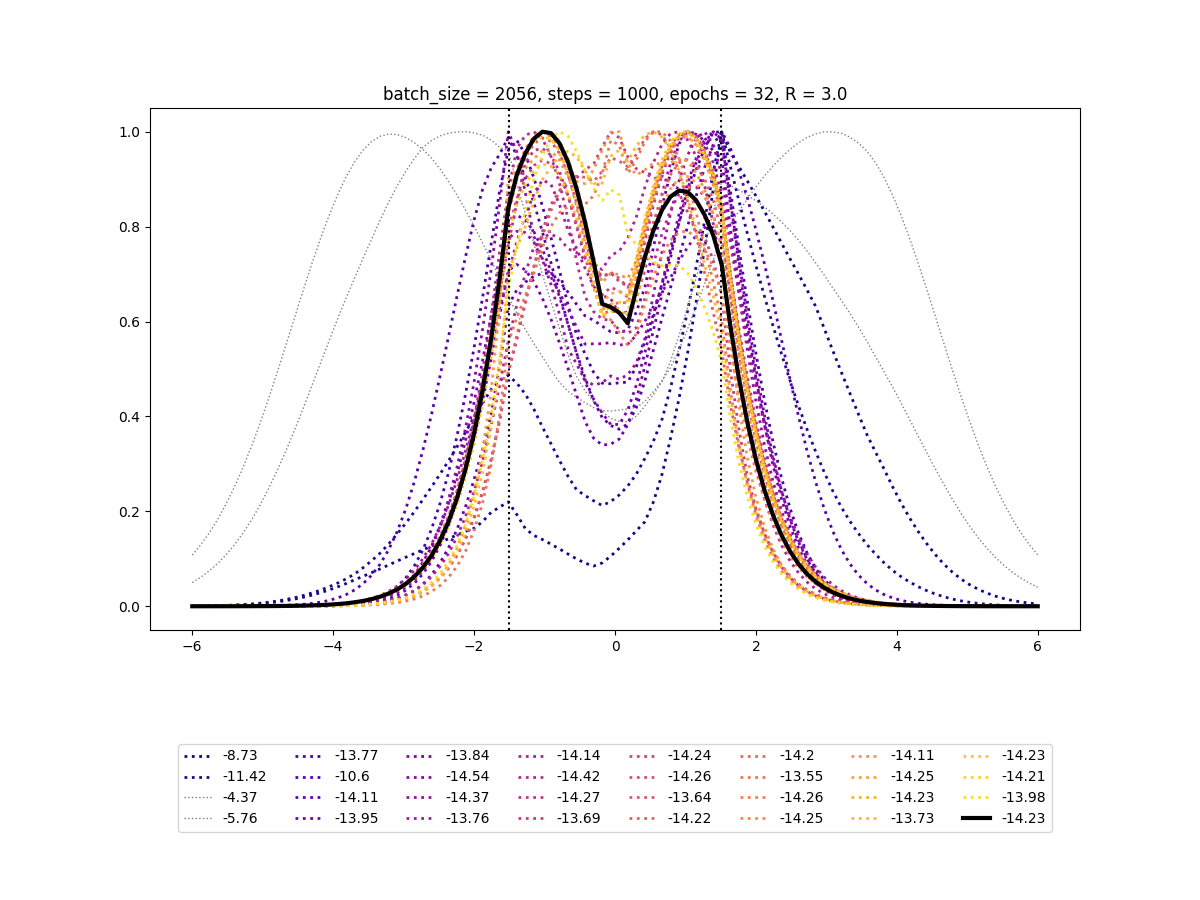 batch_size = 2056, steps = 1000, epochs = 32, R = 3.0
1.0
0.8
0.6
0.4
0.2
0.0
−6 −4 −2 0 2 4 6
-8.73 -13.77 -13.84 -14.14 -14.24 -14.2 -14.11 -14.23
-11.42 -10.6 -14.54 -14.42 -14.26 -13.55 -14.25 -14.21
-4.37 -14.11 -14.37 -14.27 -13.64 -14.26 -14.23 -13.98
-5.76 -13.95 -13.76 -13.69 -14.22 -14.25 -13.73 -14.23